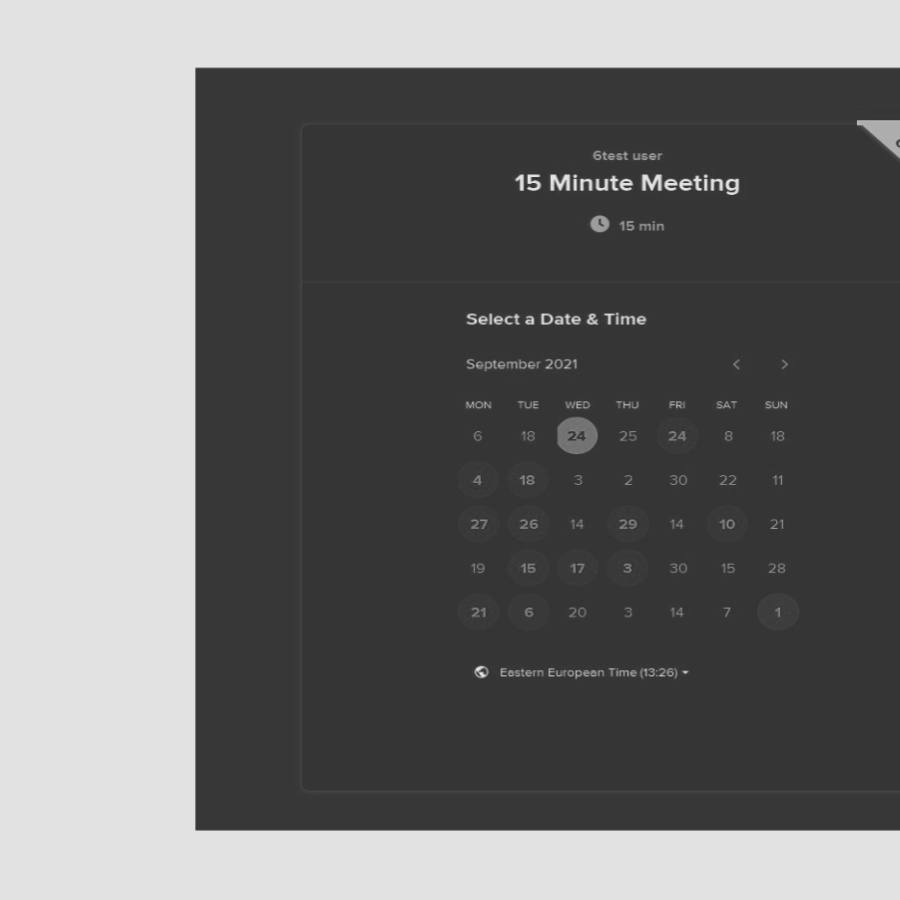 6test user
15 Minute Meeting
15 min
Select a Date & Time
September 2021
MON TUE WED THU FRI SAT SUN
6 18 24 25 24 8 18
4 18 3 2 30 22 11
27 26 14 29 14 10 21
19 15 17 3 30 15 28
21 6 20 3 14 7 1
Eastern European Time (13:26)